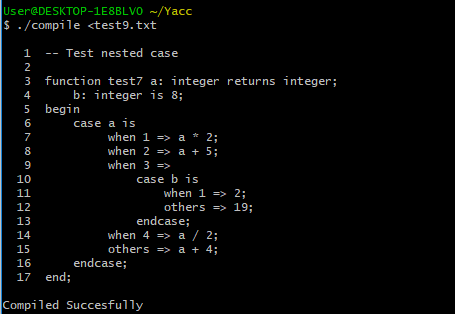 User@DESKTOP-1E8BLVO ~/Yacc
$ ./compile <test9.txt
1 -- Test nested case
2
3 function test7 a: integer returns integer;
4 b: integer is 8;
5 begin
6 case a is
7 when 1 => a * 2;
8 when 2 => a + 5;
9 when 3 =>
10 case b is
11 when 1 => 2;
12 others => 19;
13 endcase;
14 when 4 => a / 2;
15 others => a + 4;
16 endcase;
17 end;
Compiled Succesfully